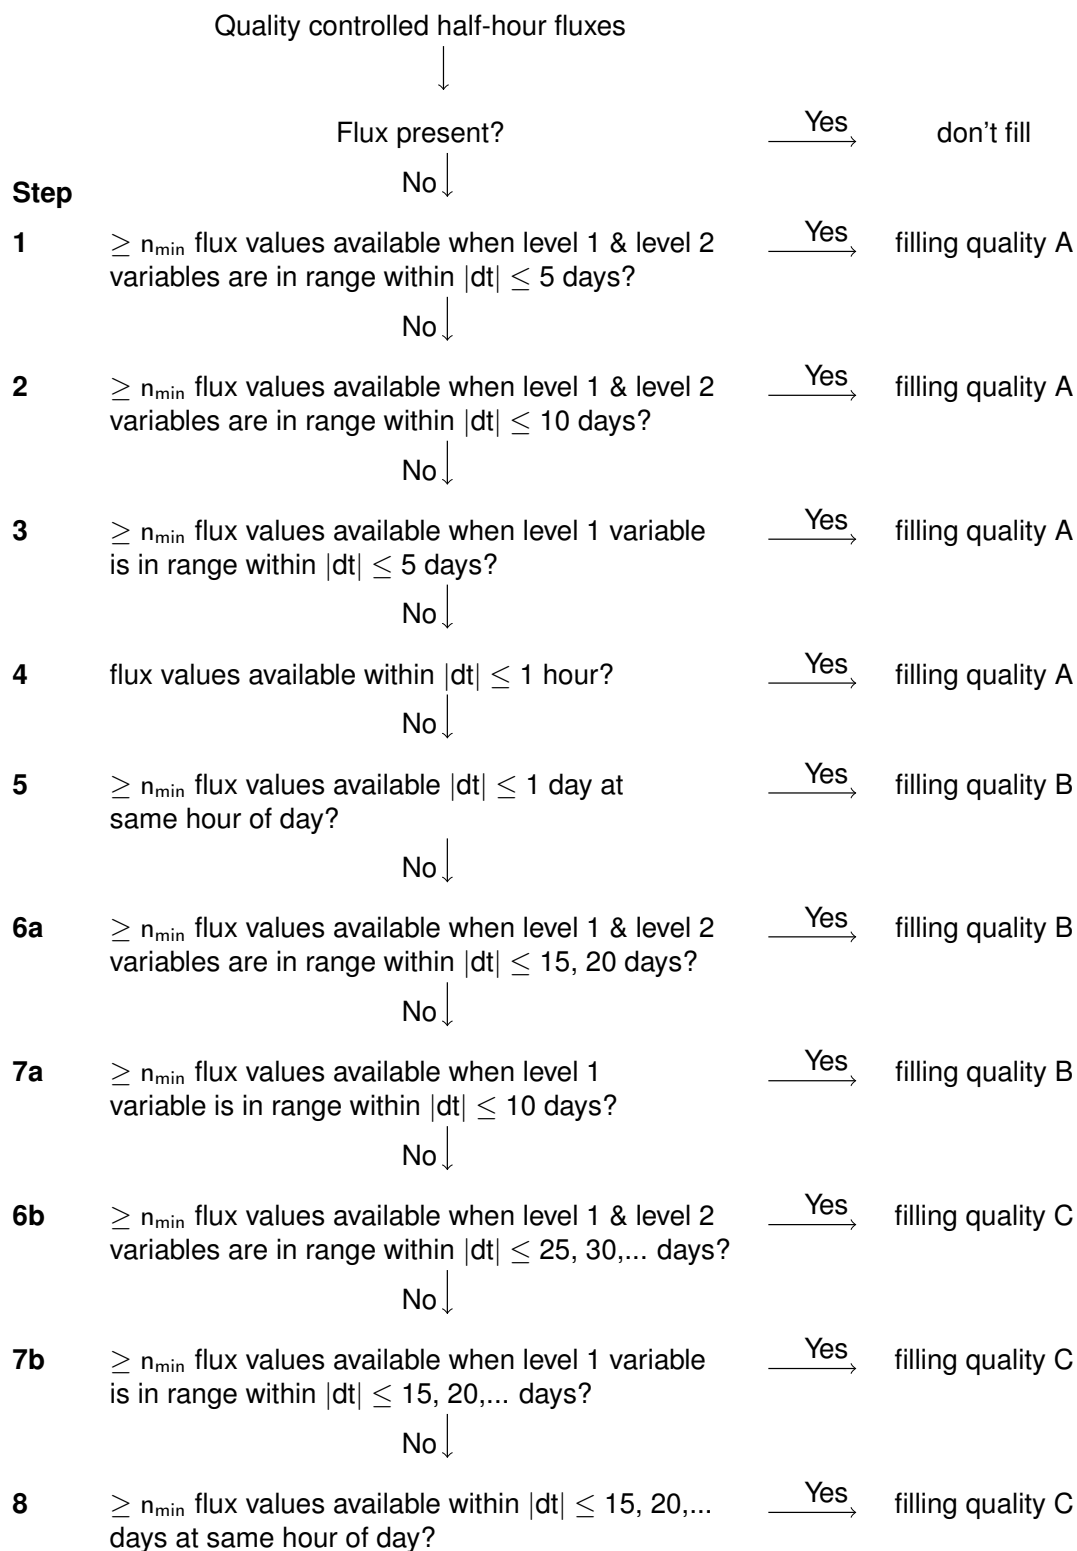 Quality controlled half-hour fluxes
Flux present? Yes don't fill
No
Step
1 ≥ nmin flux values available when level 1 & level 2 Yes filling quality A
variables are in range within |dt| ≤ 5 days?
No
2 ≥ nmin flux values available when level 1 & level 2 Yes filling quality A
variables are in range within |dt| ≤ 10 days?
No
3 ≥ nmin flux values available when level 1 variable Yes filling quality A
is in range within |dt| ≤ 5 days?
No
4 flux values available within |dt| ≤ 1 hour? Yes filling quality A
No
5 ≥ nmin flux values available |dt| ≤ 1 day at Yes filling quality B
same hour of day?
No
6a ≥ nmin flux values available when level 1 & level 2 Yes filling quality B
variables are in range within |dt| ≤ 15, 20 days?
No
7a ≥ nmin flux values available when level 1 Yes filling quality B
variable is in range within |dt| ≤ 10 days?
No
6b ≥ nmin flux values available when level 1 & level 2 Yes filling quality C
variables are in range within |dt| ≤ 25, 30,... days?
No
7b ≥ nmin flux values available when level 1 variable Yes filling quality C
is in range within |dt| ≤ 15, 20,... days?
No
8 ≥ nmin flux values available within |dt| ≤ 15, 20,... Yes filling quality C
days at same hour of day?